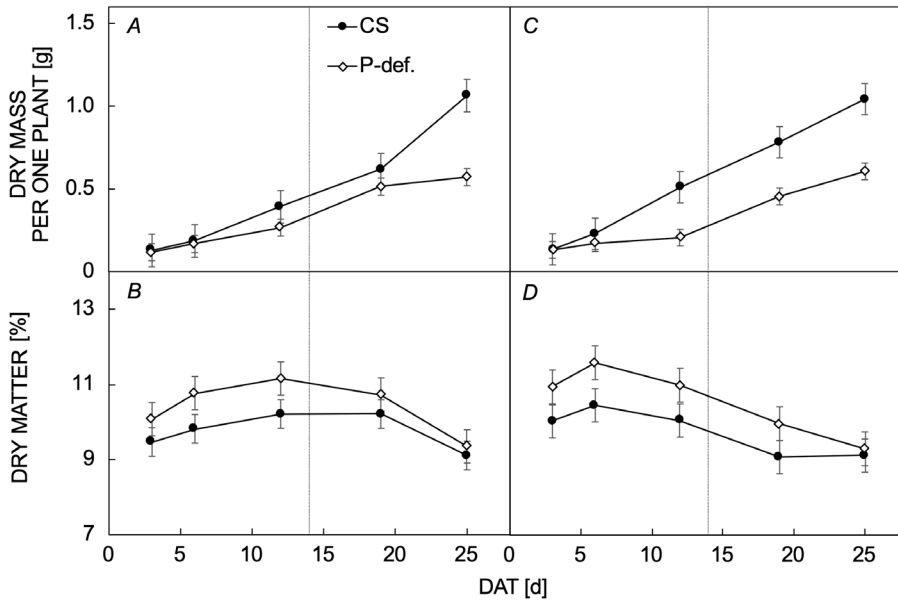 A
CS
P-def.
C
DRY MASS
PER ONE PLANT [g]
1.5
1.0
0.5
0
B
D
DRY MATTER [%]
13
11
9
7
0 5 10 15 20 25 0 5 10 15 20 25
DAT [d]